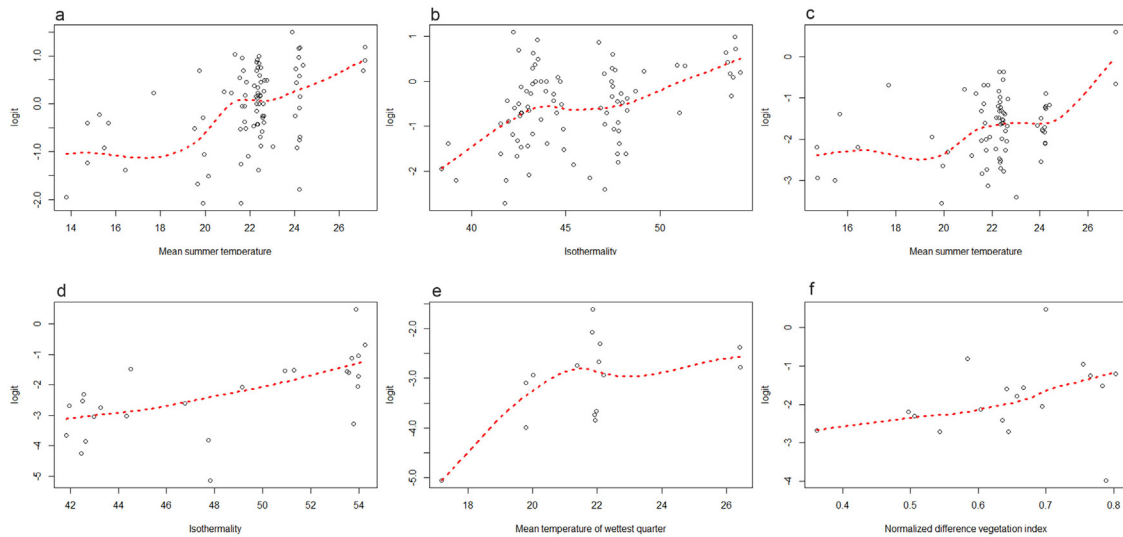 a
b
c
1.0
0.0
-1.0
-2.0
logit
14 16 18 20 22 24 26
Mean summer temperature
1
0
-1
-2
logit
40 45 50
Isothermality
0
-1
-2
-3
logit
16 18 20 22 24 26
Mean summer temperature
d
e
f
0
-1
-2
-3
-4
-5
logit
42 44 46 48 50 52 54
Isothermality
-2.0
-3.0
-4.0
-5.0
logit
18 20 22 24 26
Mean temperature of wettest quarter
0
-1
-2
-3
-4
logit
0.4 0.5 0.6 0.7 0.8
Normalized difference vegetation index